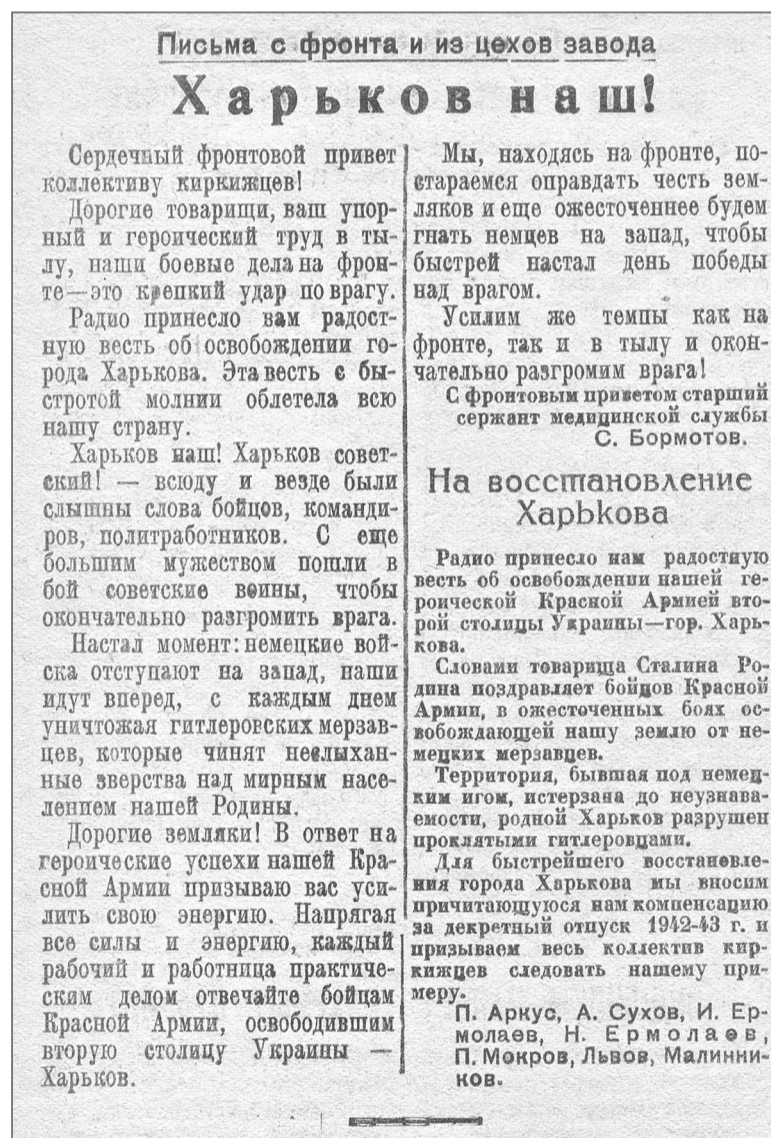 Письма с фронта и из цехов завода
Харьков наш!
Сердечный фронтовой привет
коллективу киркижцев!
Дорогие товарищи, ваш упор-
ный и героический труд в ты-
лу, наши боевые дела на фрон-
те—это крепкий удар по врагу.
Радио принесло вам радост-
ную весть об освобождении го-
рода Харькова. Эта весть с бы-
стротой молнии облетела всю
нашу страну.
Харьков наш! Харьков совет-
ский! — всюду и везде были
слышны слова бойцов, команди-
ров, политработников. С еще
большим мужеством пошли в
бой советские воины, чтобы
окончательно разгромить врага.
Настал момент: немецкие вой-
ска отступают на запад, наши
идут вперед, с каждым днем
уничтожая гитлеровских мерзав-
цев, которые чинят неслыхан-
ные зверства над мирным насе-
лением нашей Родины.
Дорогие земляки! В ответ на
героические успехи нашей Кра-
сной Армии призываю вас уси-
лить свою энергию. Напрягая
все силы и энергию, каждый
рабочий и работница практиче-
ским делом отвечайте бойцам
Красной Армии, освободившим
вторую столицу Украины —
Харьков.
Мы, находясь на фронте, по-
стараемся оправдать честь зем-
ляков и еще ожесточеннее будем
гнать немцев на запад, чтобы
быстрей настал день победы
над врагом.
Усилим же темпы как на
фронте, так и в тылу и окон-
чательно разгромим врага!
С фронтовым приветом старший
сержант медицинской службы
С. Бормотов.
На восстановление
Харькова
Радио принесло нам радостную
весть об освобождении нашей ге-
роической Красной Армией вто-
рой столицы Украины—гор. Харь-
кова.
Словами товарища Сталина Ро-
дина поздравляет бойцов Красной
Армии, в ожесточенных боях ос-
вобождающей нашу землю от не-
мецких мерзавцев.
Территория, бывшая под немец-
ким игом, истерзана до неузнава-
емости, родной Харьков разрушен
проклятыми гитлеровцами.
Для быстрейшего восстановле-
ния города Харькова мы вносим
причитающуюся нам компенсацию
за декретный отпуск 1942-43 г. и
призываем весь коллектив кир-
кижцев следовать нашему при-
меру.
П. Аркус, А. Сухов, И. Ер-
молаев, Н. Ермолаев,
П. Мокров, Львов, Малинни-
ков.